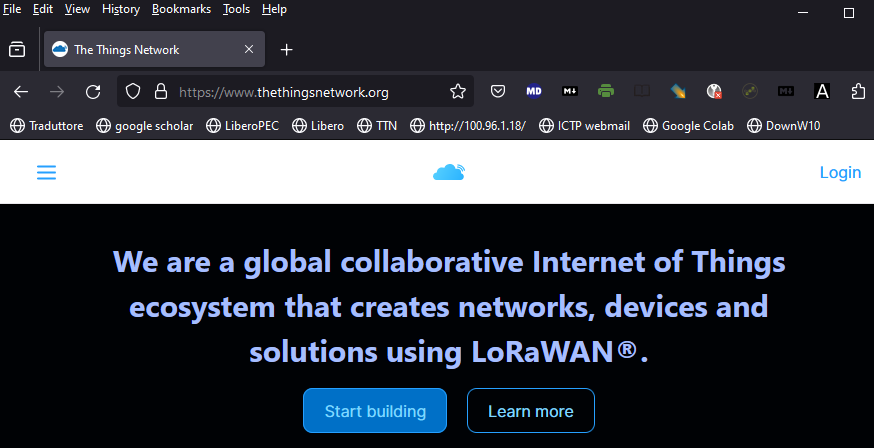 File Edit View History Bookmarks Tools Help
The Things Network
https://www.thethingsnetwork.org
MD M↓ M↓ A
Traduttore google scholar LiberoPEC Libero TTN http://100.96.1.18/ ICTP webmail Google Colab DownW10
Login
We are a global collaborative Internet of Things
ecosystem that creates networks, devices and
solutions using LoRaWAN®.
Start building Learn more